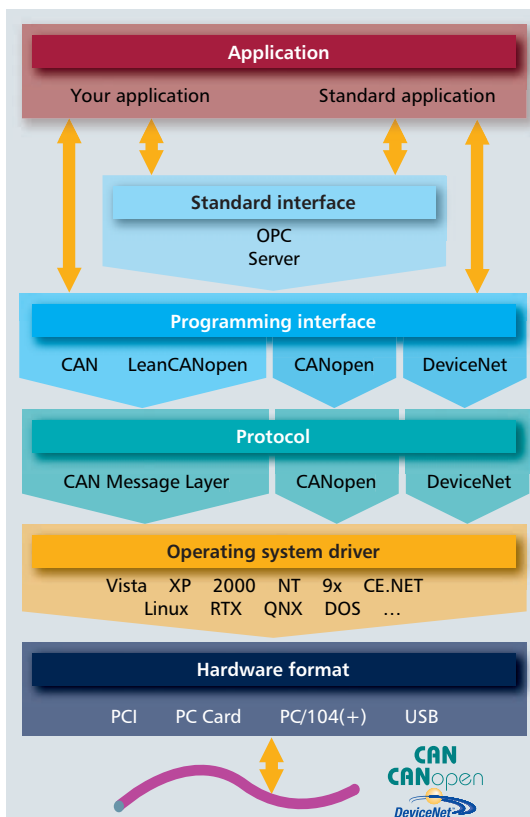 Application
Your application Standard application
Standard interface
OPC
Server
Programming interface
CAN LeanCANopen CANopen DeviceNet
Protocol
CAN Message Layer CANopen DeviceNet
Operating system driver
Vista XP 2000 NT 9x CE.NET
Linux RTX QNX DOS ...
Hardware format
PCI PC Card PC/104(+) USB
CAN
CANopen
DeviceNet